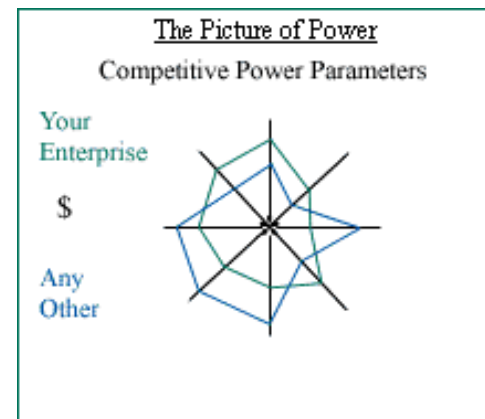 The Picture of Power
Competitive Power Parameters
Your
Enterprise
$
Any
Other